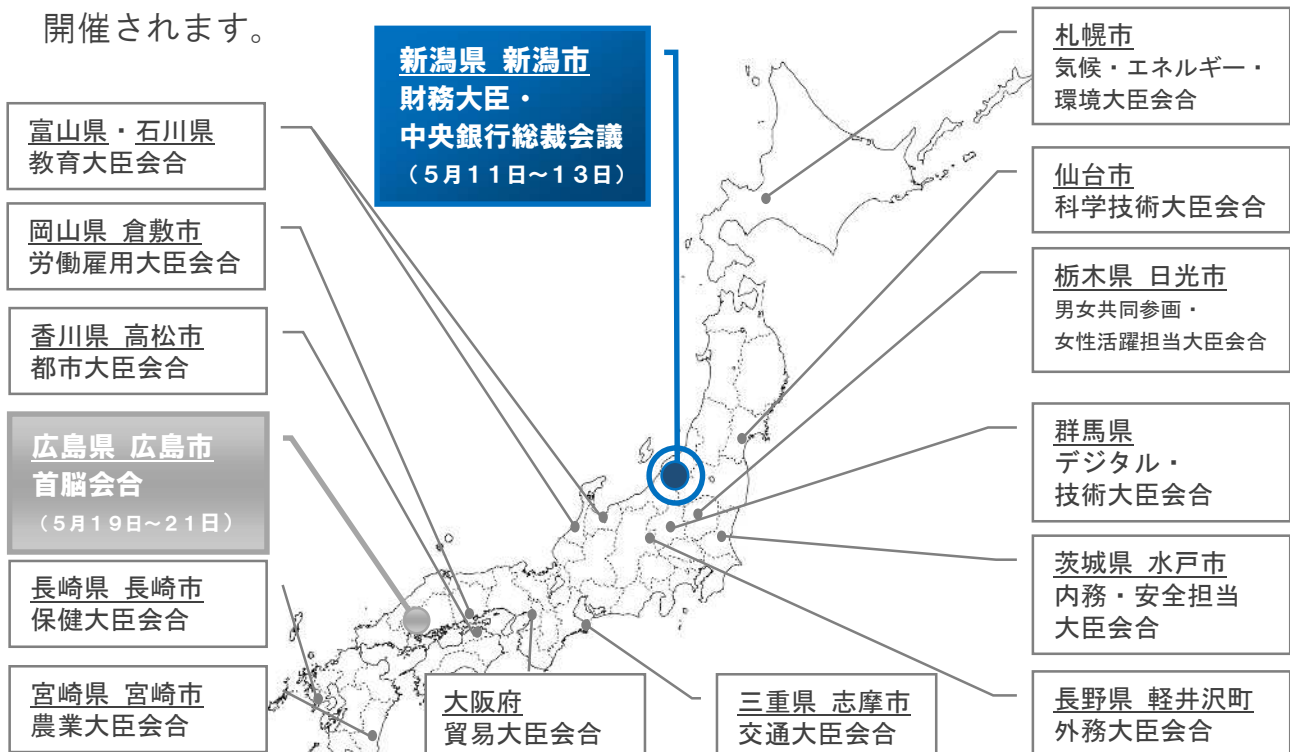 開催されます。
新潟県 新潟市
財務大臣・
中央銀行総裁会議
（５月１１日～１３日）
富山県・石川県
教育大臣会合
岡山県 倉敷市
労働雇用大臣会合
香川県 高松市
都市大臣会合
広島県 広島市
首脳会合
（５月１９日～２１日）
長崎県 長崎市
保健大臣会合
宮崎県 宮崎市
農業大臣会合
大阪府
貿易大臣会合
三重県 志摩市
交通大臣会合
札幌市
気候・エネルギー・
環境大臣会合
仙台市
科学技術大臣会合
栃木県 日光市
男女共同参画・
女性活躍担当大臣会合
群馬県
デジタル・
技術大臣会合
茨城県 水戸市
内務・安全担当
大臣会合
長野県 軽井沢町
外務大臣会合